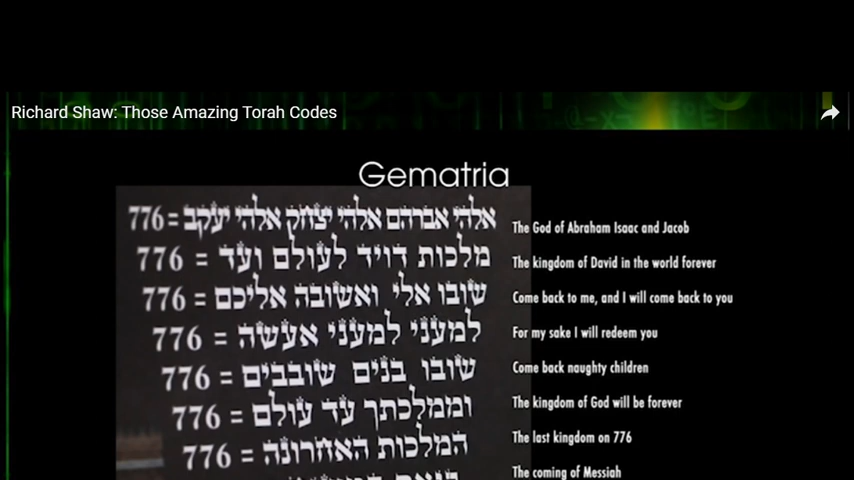 Richard Shaw: Those Amazing Torah Codes
Gematria
אלהי אברהם אלהי יצחק אלהי יעקב = 776
The God of Abraham Isaac and Jacob
מלכות דויד לעולם ועד = 776
The kingdom of David in the world forever
שובו אלי ואשובה אליכם = 776
Come back to me, and I will come back to you
למעני למעני אעשה = 776
For my sake I will redeem you
שובו בנים שובבים = 776
Come back naughty children
וממלכתך עד עולם = 776
The kingdom of God will be forever
המלכות האחרונה = 776
The last kingdom on 776
The coming of Messiah